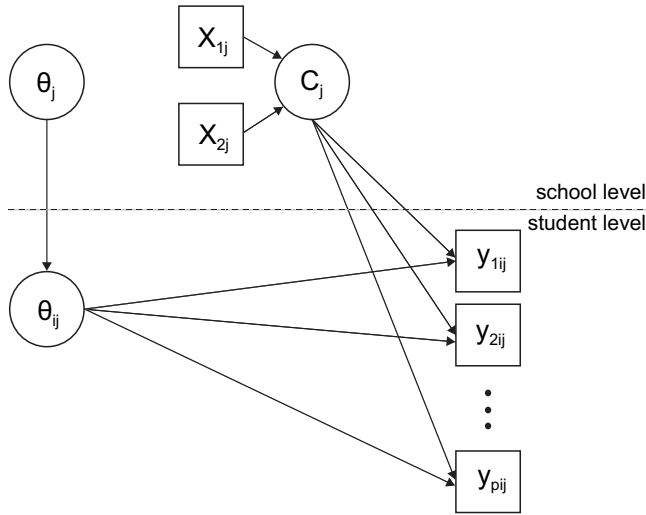 X₁ⱼ
θⱼ
Cⱼ
X₂ⱼ
school level
student level
y₁ᵢⱼ
θᵢⱼ
y₂ᵢⱼ
yₚᵢⱼ